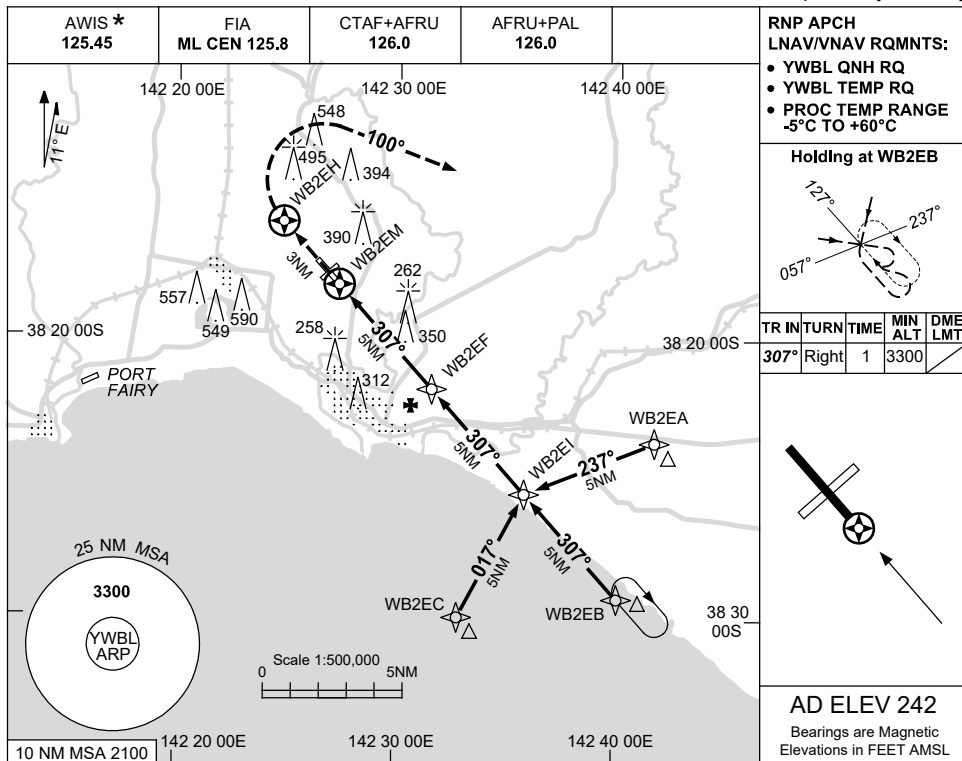 AWIS *
125.45
FIA
ML CEN 125.8
CTAF+AFRU
126.0
AFRU+PAL
126.0
RNP APCH
LNAV/VNAV RQMNTS:
• YWBL QNH RQ
• YWBL TEMP RQ
• PROC TEMP RANGE
-5°C TO +60°C
142 20 00E
142 30 00E
142 40 00E
11° E
548
100°
495
394
WB2EH
390
WB2EM
3NM
262
557
549
590
38 20 00S
258
350
307°
5NM
38 20 00S
WB2EF
PORT
FAIRY
312
307°
5NM
WB2EI
WB2EA
237°
5NM
017°
5NM
307°
5NM
WB2EC
WB2EB
38 30
00S
25 NM MSA
3300
YWBL
ARP
Scale 1:500,000
0
5NM
10 NM MSA 2100
142 20 00E
142 30 00E
142 40 00E
Holding at WB2EB
127°
237°
057°
TR IN
TURN
TIME
MIN
ALT
DME
LMT
307°
Right
1
3300
AD ELEV 242
Bearings are Magnetic
Elevations in FEET AMSL